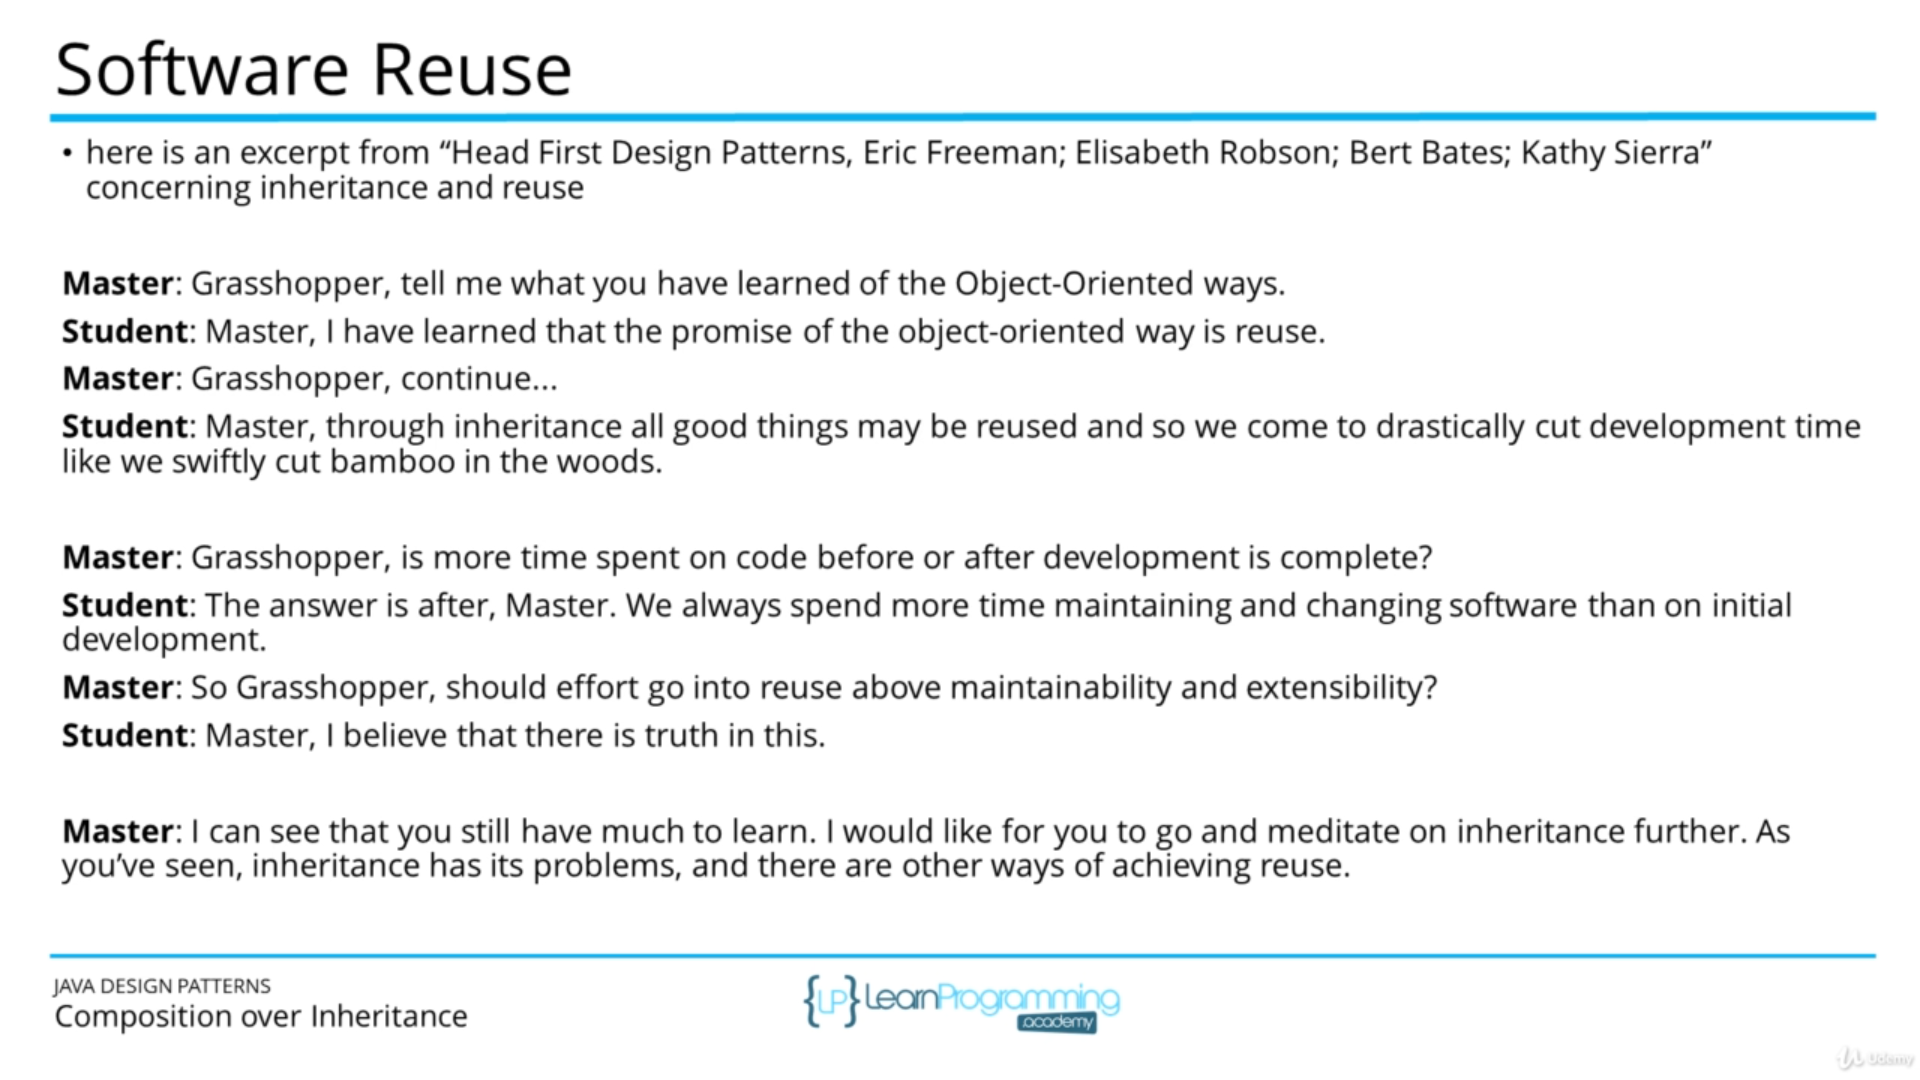 Software Reuse
• here is an excerpt from “Head First Design Patterns, Eric Freeman; Elisabeth Robson; Bert Bates; Kathy Sierra”
concerning inheritance and reuse
Master: Grasshopper, tell me what you have learned of the Object-Oriented ways.
Student: Master, I have learned that the promise of the object-oriented way is reuse.
Master: Grasshopper, continue...
Student: Master, through inheritance all good things may be reused and so we come to drastically cut development time
like we swiftly cut bamboo in the woods.
Master: Grasshopper, is more time spent on code before or after development is complete?
Student: The answer is after, Master. We always spend more time maintaining and changing software than on initial
development.
Master: So Grasshopper, should effort go into reuse above maintainability and extensibility?
Student: Master, I believe that there is truth in this.
Master: I can see that you still have much to learn. I would like for you to go and meditate on inheritance further. As
you’ve seen, inheritance has its problems, and there are other ways of achieving reuse.
JAVA DESIGN PATTERNS
Composition over Inheritance
{LP} LearnProgramming
academy
Udemy